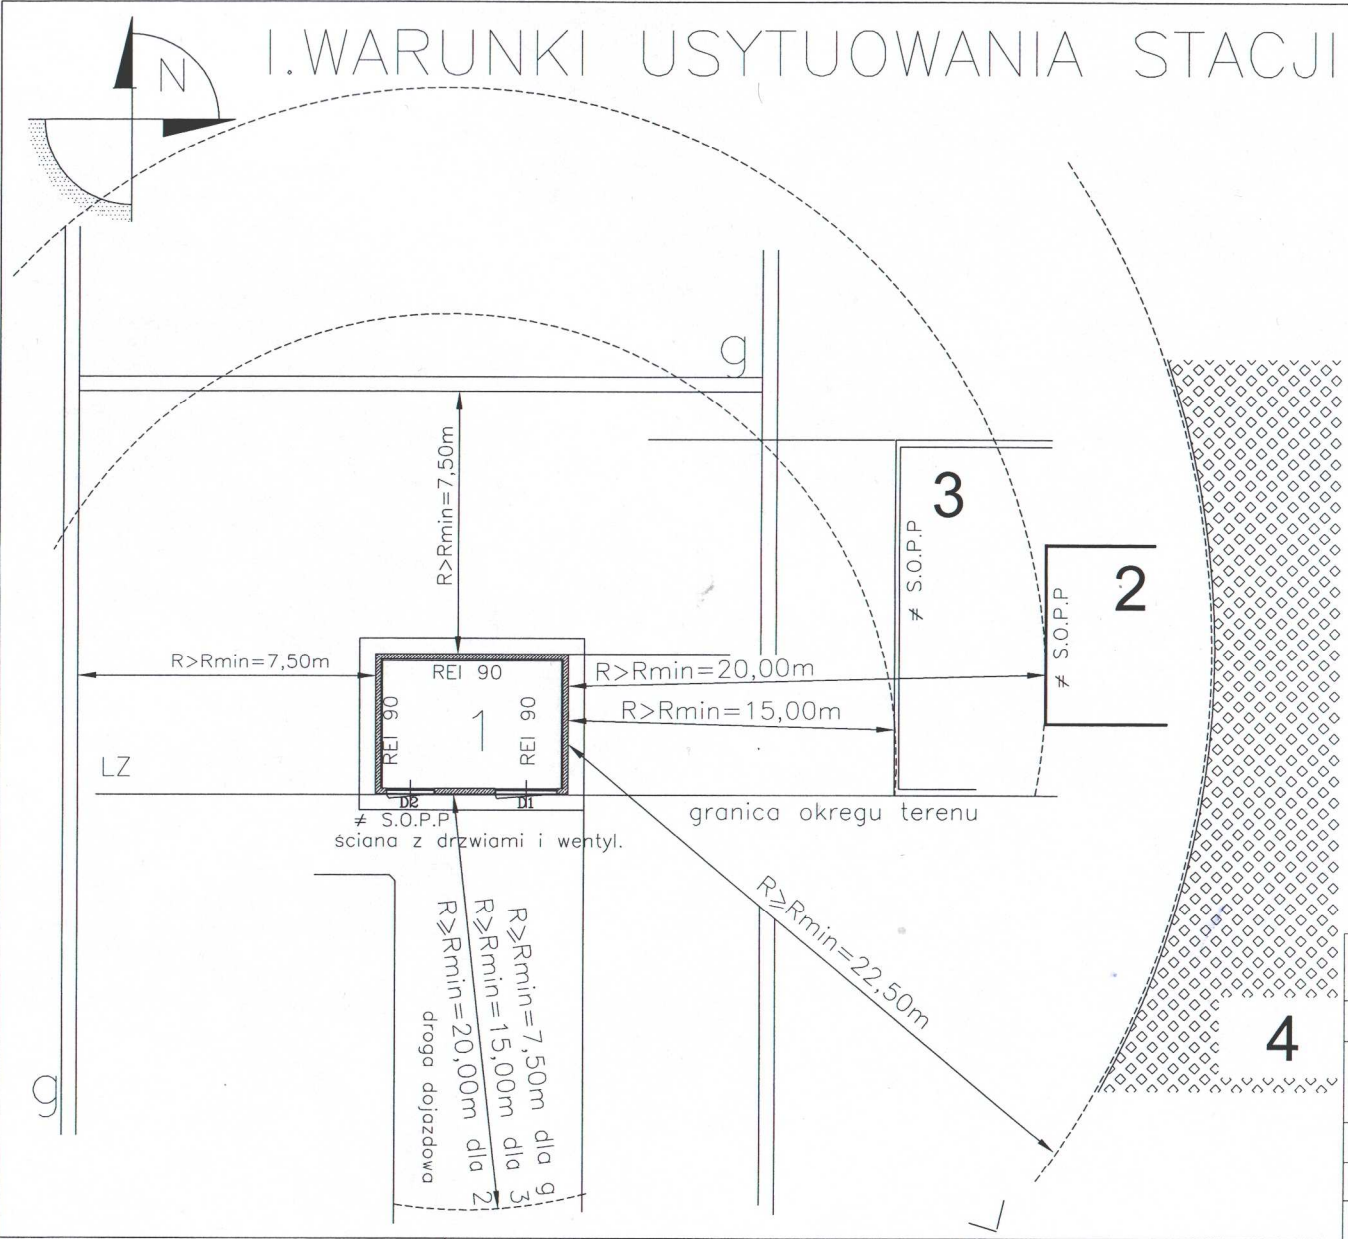 I.WARUNKI USYTUOWANIA STACJI
N
g
R>Rmin=7,50m
3
≠ S.O.P.P
2
≠ S.O.P.P
R>Rmin=7,50m
REI 90
REI 90
1
REI 90
R>Rmin=20,00m
R>Rmin=15,00m
LZ
D2
D1
≠ S.O.P.P
ściana z drzwiami i wentyl.
granica okregu terenu
R⩾Rmin=22,50m
R⩾Rmin=7,50m dla g
R⩾Rmin=15,00m dla 3
R⩾Rmin=20,00m dla 2
droga dojazdowa
4
g